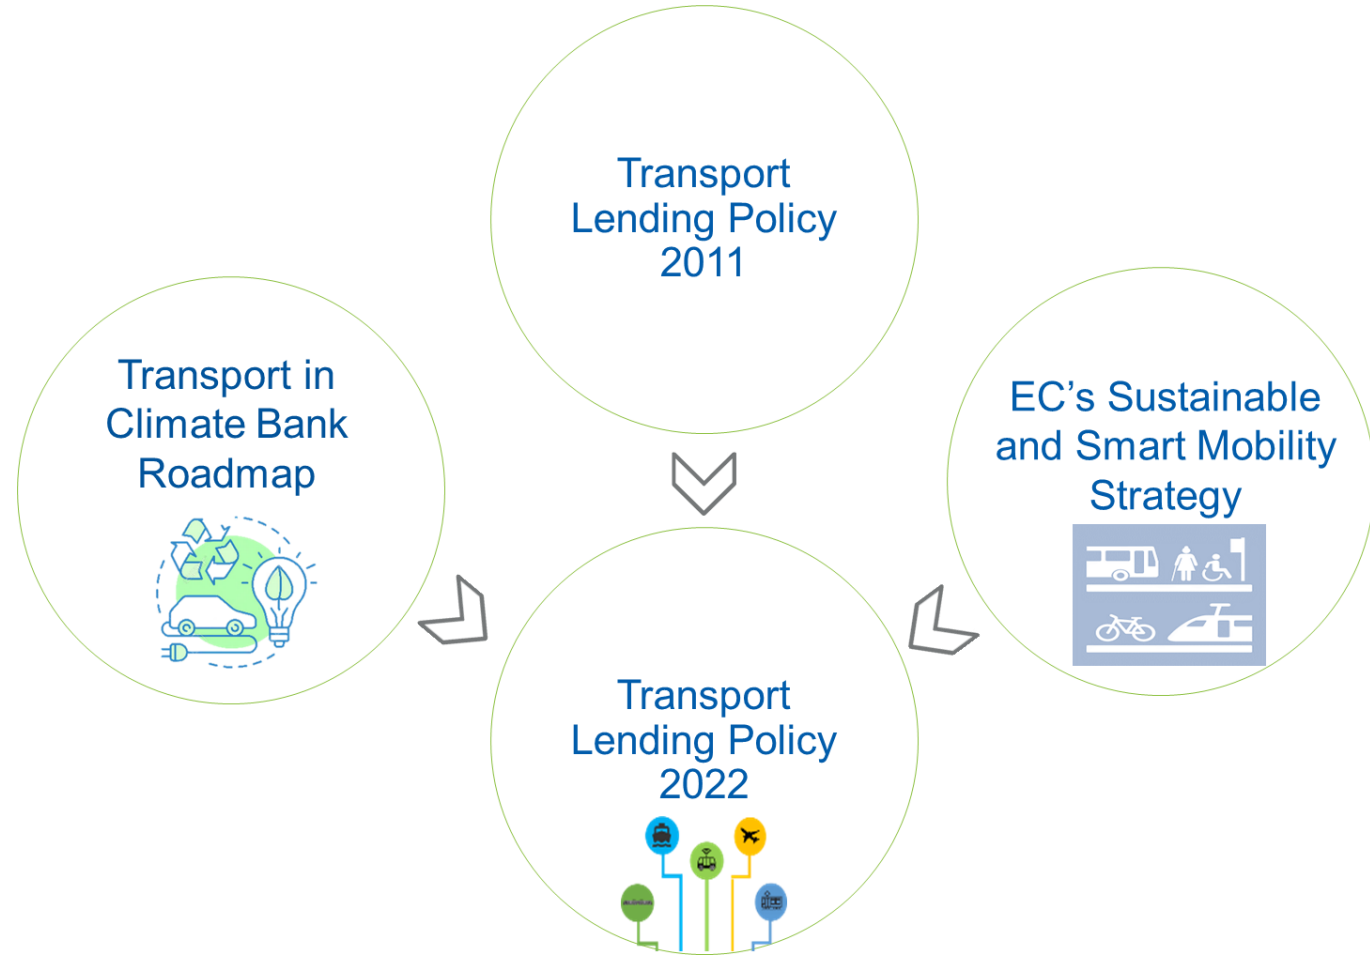 Transport
Lending Policy
2011
Transport in
Climate Bank
Roadmap
EC’s Sustainable
and Smart Mobility
Strategy
Transport
Lending Policy
2022